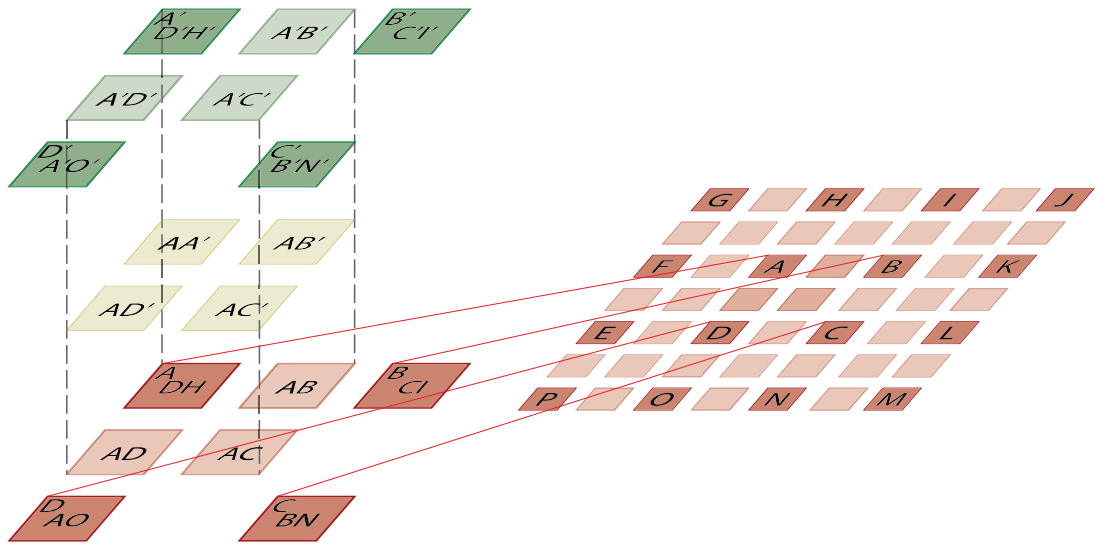 A′ B′
D′H′ A′B′ C′I′
A′D′ A′C′
D′ C′
A′O′ B′N′
G H I J
AA′ AB′
F A B K
AD′ AC′
E D C L
A B
DH AB CI
P O N M
AD AC
D C
AO BN